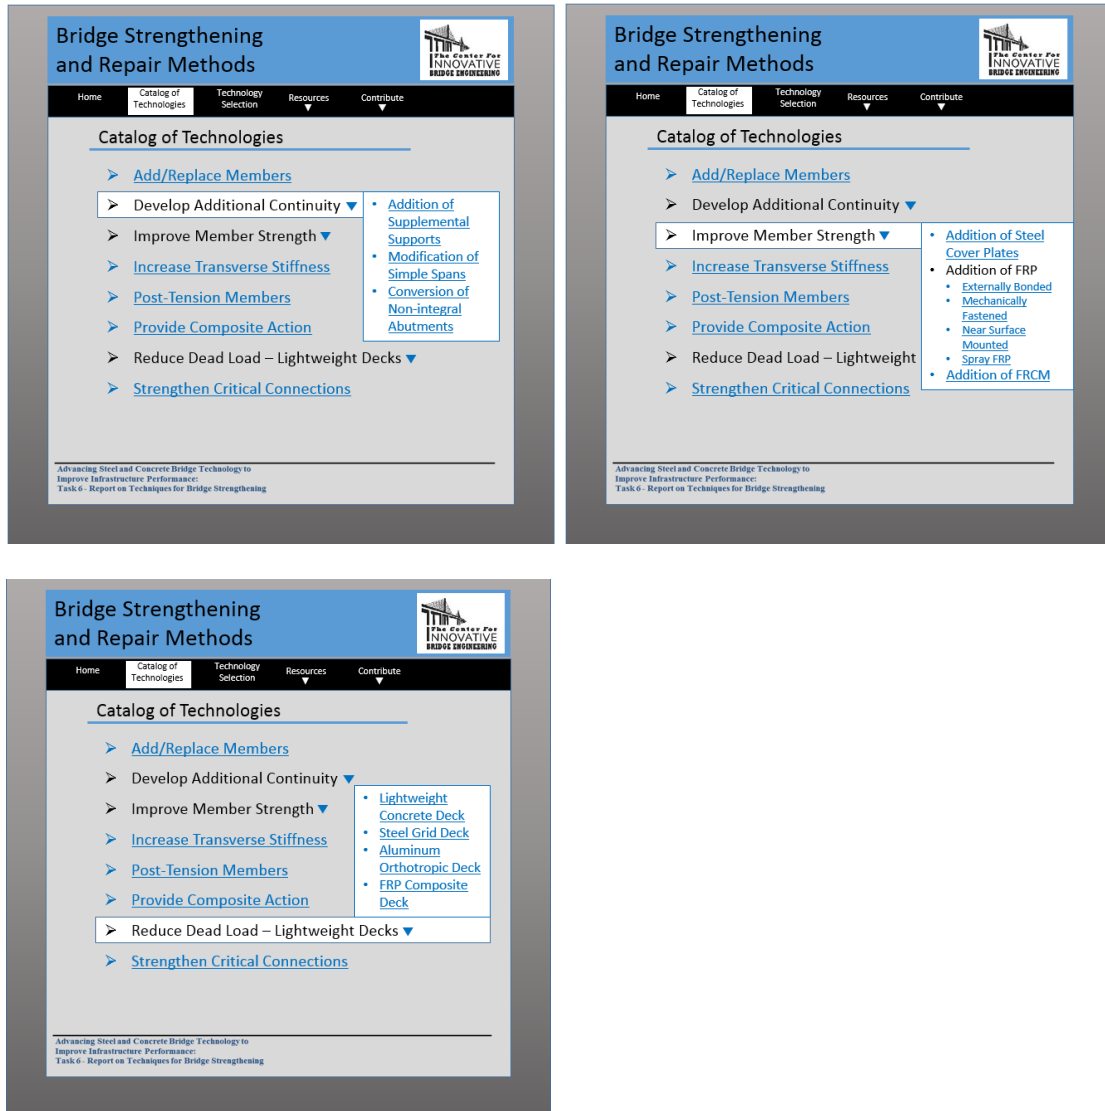 Bridge Strengthening
and Repair Methods
The Center For
INNOVATIVE
BRIDGE ENGINEERING
Home
Catalog of
Technologies
Technology
Selection
Resources
▼
Contribute
▼
Catalog of Technologies
➢ Add/Replace Members
➢ Develop Additional Continuity ▼
➢ Improve Member Strength ▼
➢ Increase Transverse Stiffness
➢ Post-Tension Members
➢ Provide Composite Action
➢ Reduce Dead Load – Lightweight Decks ▼
➢ Strengthen Critical Connections
• Addition of
Supplemental
Supports
• Modification of
Simple Spans
• Conversion of
Non-integral
Abutments
Advancing Steel and Concrete Bridge Technology to
Improve Infrastructure Performance:
Task 6 - Report on Techniques for Bridge Strengthening
Bridge Strengthening
and Repair Methods
The Center For
INNOVATIVE
BRIDGE ENGINEERING
Home
Catalog of
Technologies
Technology
Selection
Resources
▼
Contribute
▼
Catalog of Technologies
➢ Add/Replace Members
➢ Develop Additional Continuity ▼
➢ Improve Member Strength ▼
➢ Increase Transverse Stiffness
➢ Post-Tension Members
➢ Provide Composite Action
➢ Reduce Dead Load – Lightweight
➢ Strengthen Critical Connections
• Addition of Steel
Cover Plates
• Addition of FRP
• Externally Bonded
• Mechanically
Fastened
• Near Surface
Mounted
• Spray FRP
• Addition of FRCM
Advancing Steel and Concrete Bridge Technology to
Improve Infrastructure Performance:
Task 6 - Report on Techniques for Bridge Strengthening
Bridge Strengthening
and Repair Methods
The Center For
INNOVATIVE
BRIDGE ENGINEERING
Home
Catalog of
Technologies
Technology
Selection
Resources
▼
Contribute
▼
Catalog of Technologies
➢ Add/Replace Members
➢ Develop Additional Continuity ▼
➢ Improve Member Strength ▼
➢ Increase Transverse Stiffness
➢ Post-Tension Members
➢ Provide Composite Action
• Lightweight
Concrete Deck
• Steel Grid Deck
• Aluminum
Orthotropic Deck
• FRP Composite
Deck
➢ Reduce Dead Load – Lightweight Decks ▼
➢ Strengthen Critical Connections
Advancing Steel and Concrete Bridge Technology to
Improve Infrastructure Performance:
Task 6 - Report on Techniques for Bridge Strengthening